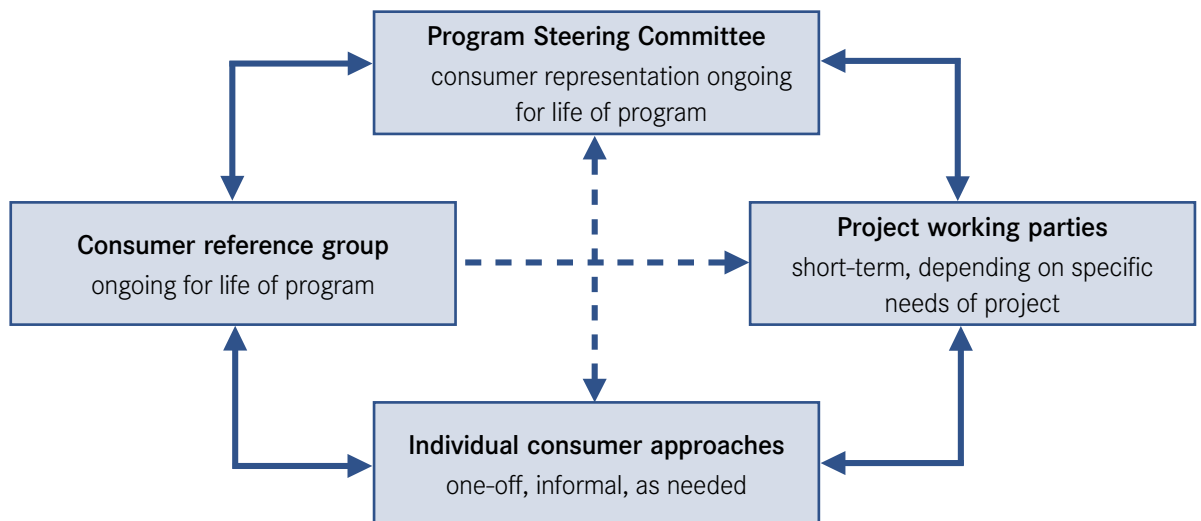 Program Steering Committee
consumer representation ongoing
for life of program
Consumer reference group
ongoing for life of program
Project working parties
short-term, depending on specific
needs of project
Individual consumer approaches
one-off, informal, as needed